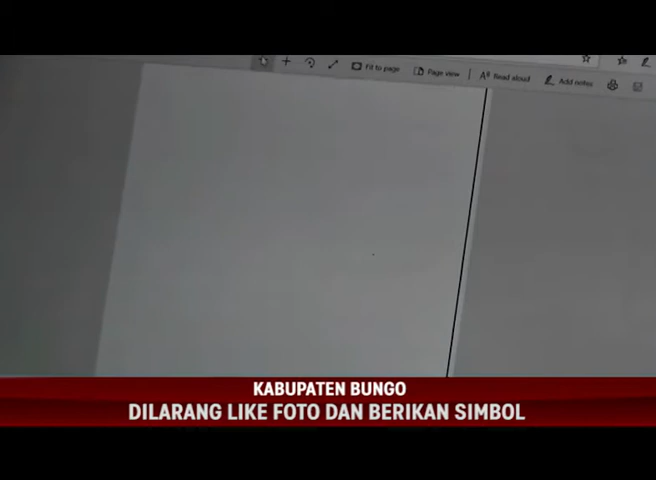 Fit to page Page view Read aloud Add notes
KABUPATEN BUNGO
DILARANG LIKE FOTO DAN BERIKAN SIMBOL